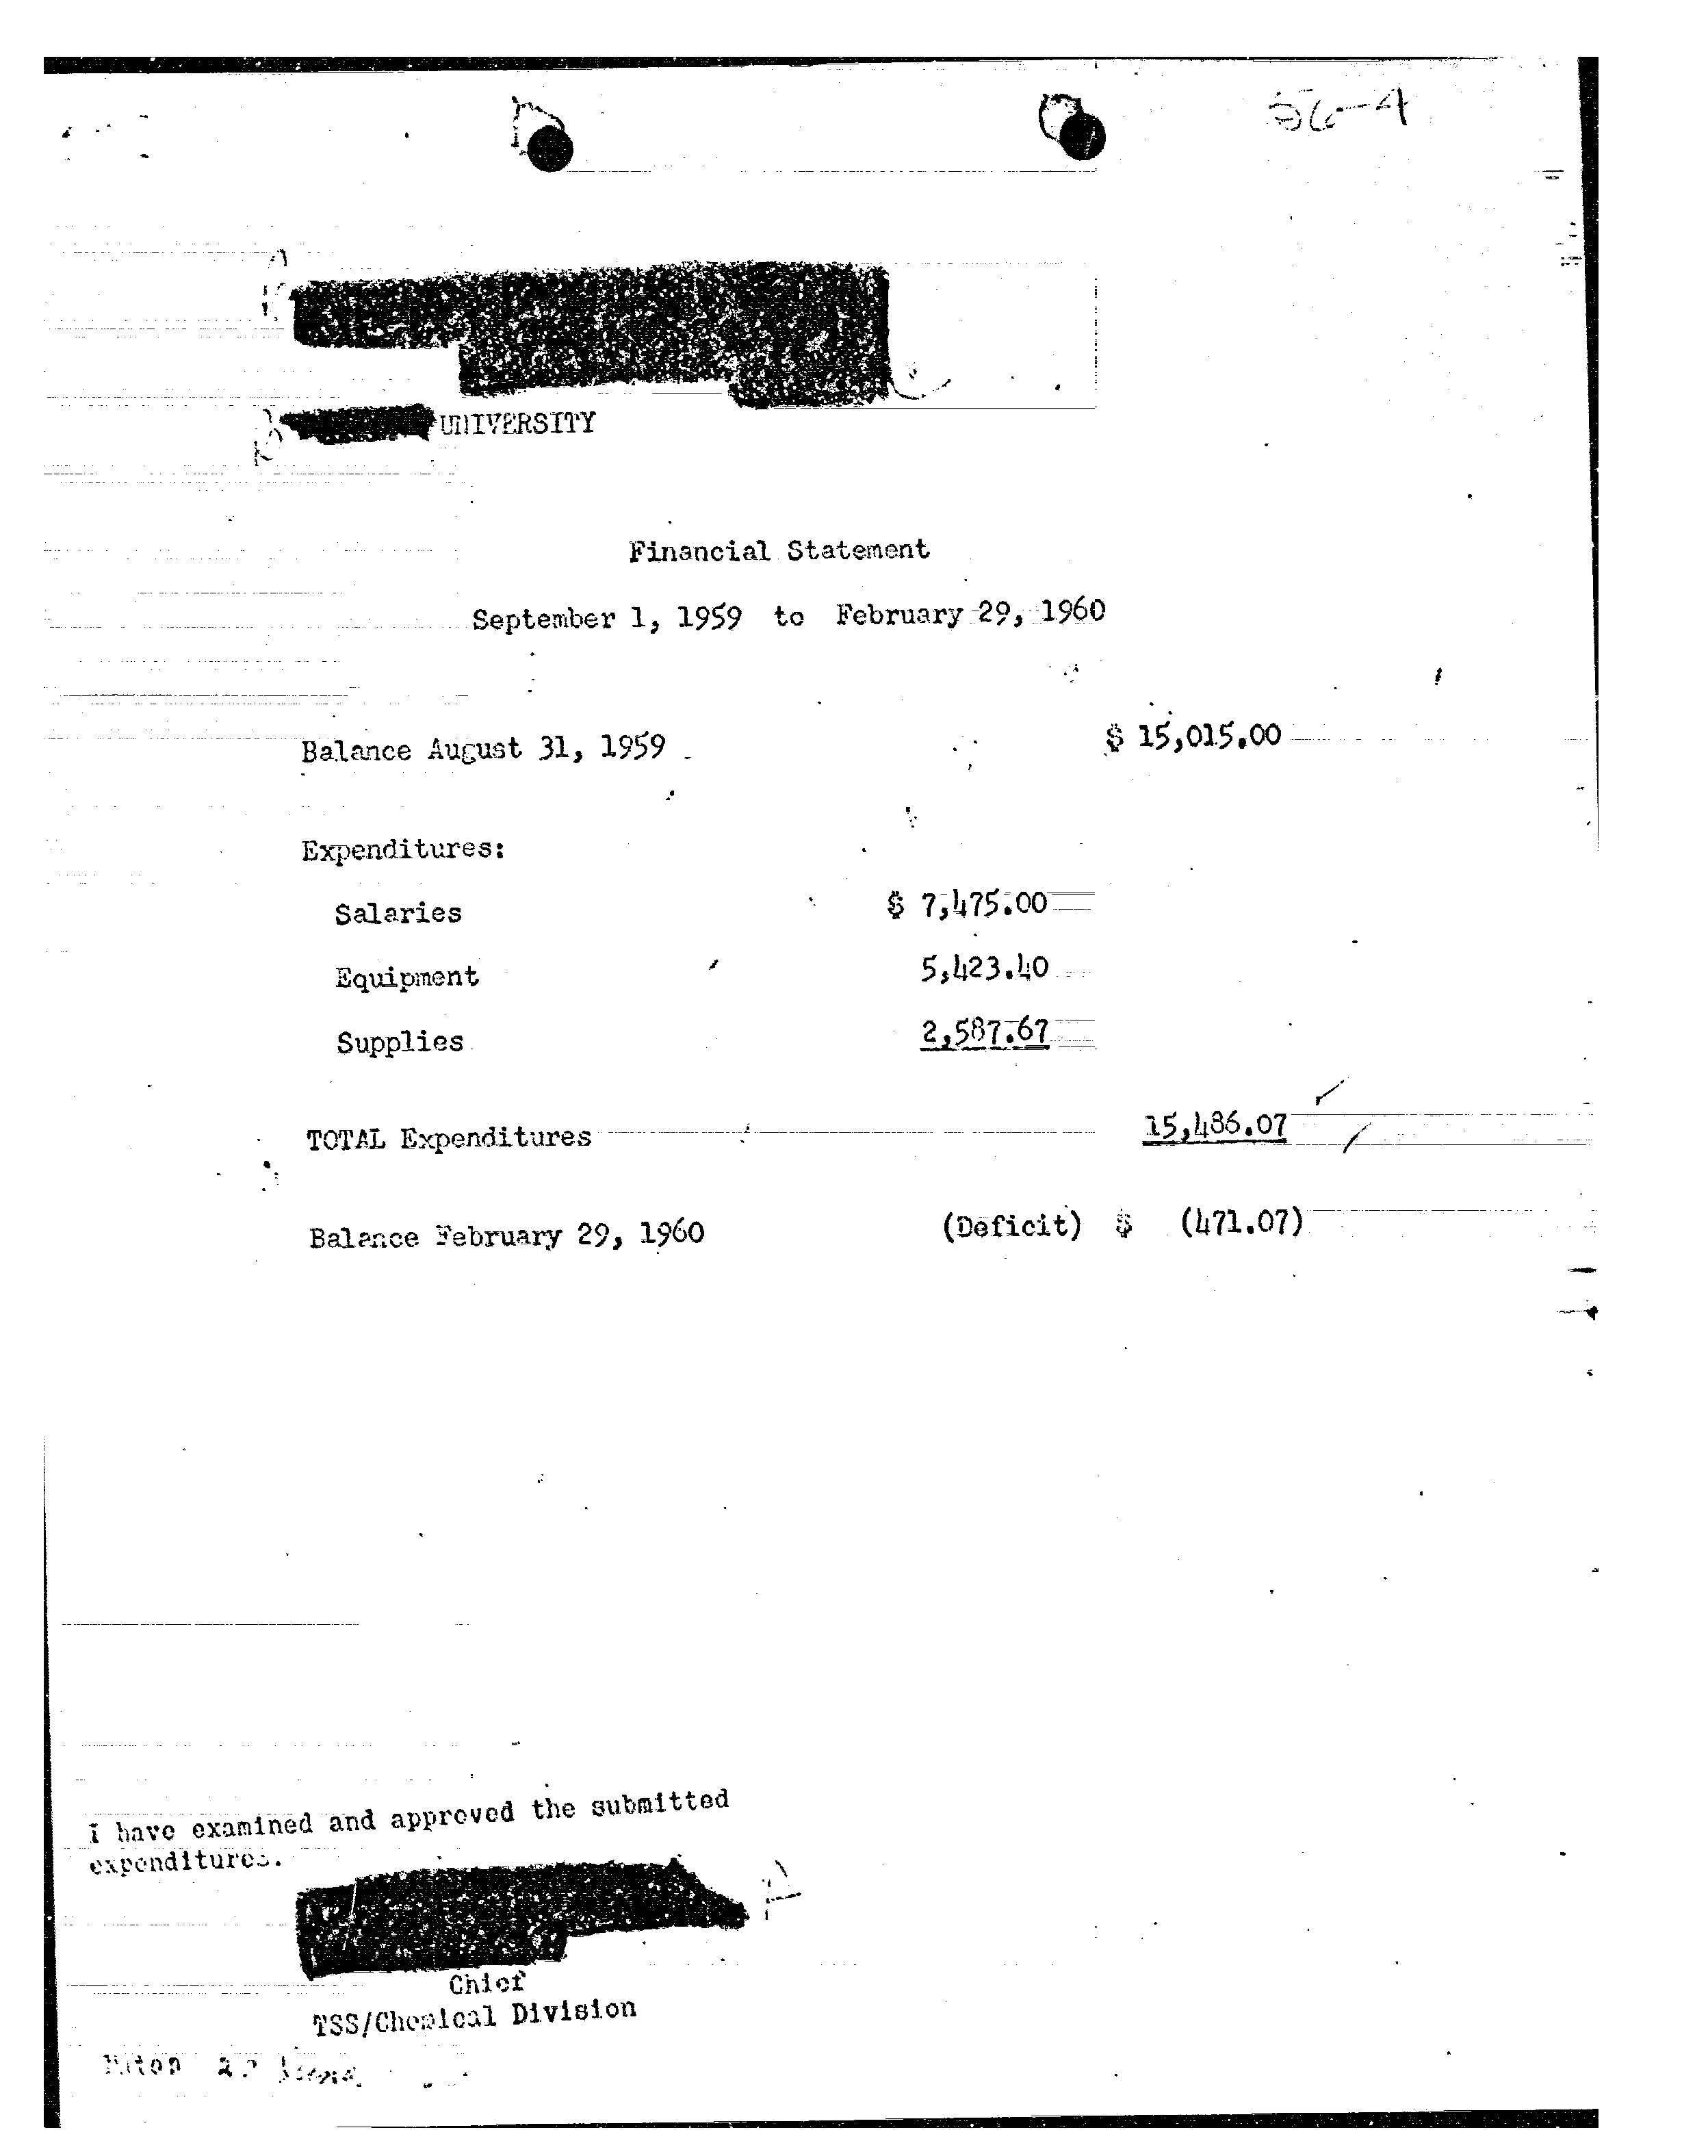 56-4
UNIVERSITY
Financial Statement
September 1, 1959 to February 29, 1960
Balance August 31, 1959 $ 15,015.00
Expenditures:
Salaries $ 7,475.00
Equipment 5,423.40
Supplies 2,587.67
TOTAL Expenditures 15,486.07
Balance February 29, 1960 (Deficit) $ (471.07)
I have examined and approved the submitted
expenditures.
Chief
TSS/Chemical Division